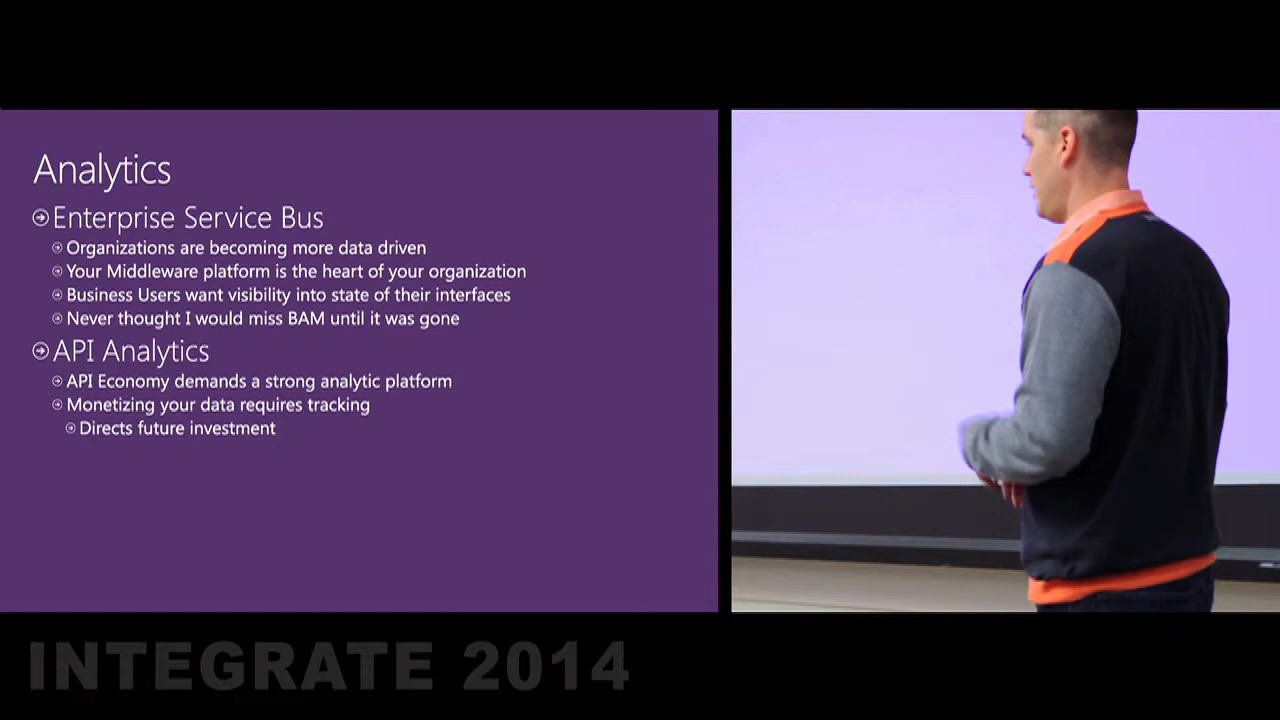 Analytics
Enterprise Service Bus
Organizations are becoming more data driven
Your Middleware platform is the heart of your organization
Business Users want visibility into state of their interfaces
Never thought I would miss BAM until it was gone
API Analytics
API Economy demands a strong analytic platform
Monetizing your data requires tracking
Directs future investment
INTEGRATE 2014